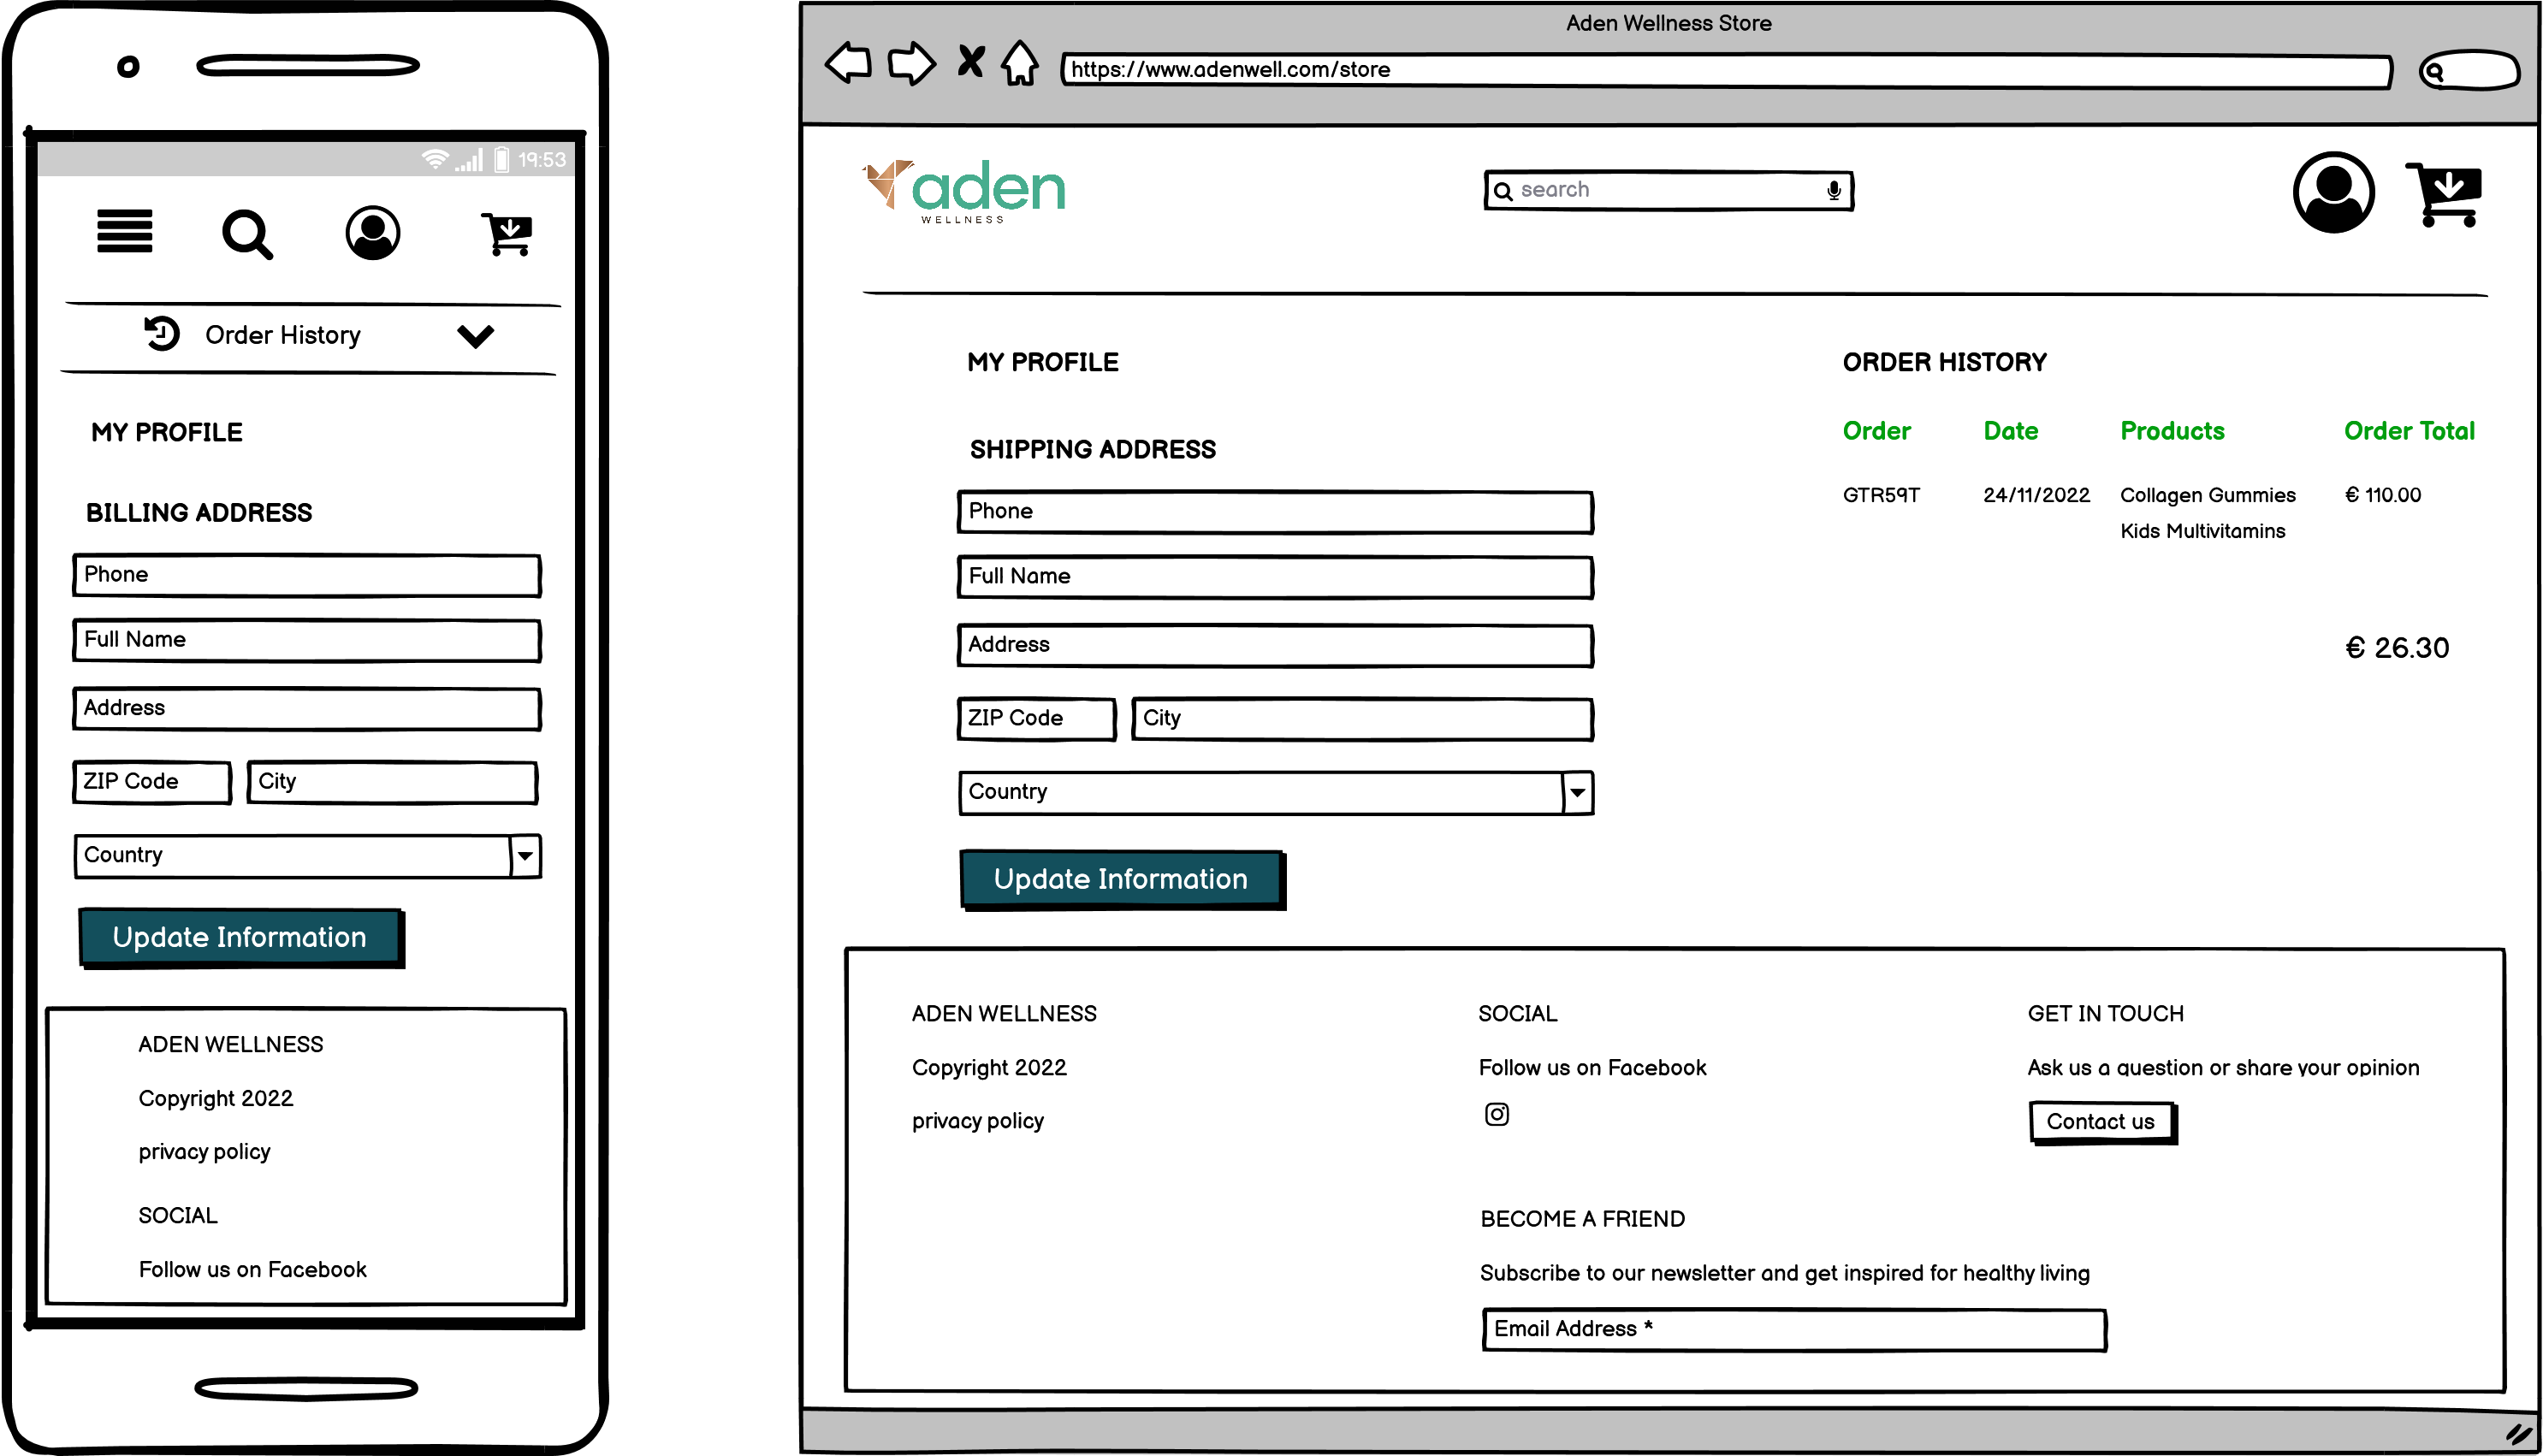 19:53
Order History
MY PROFILE
BILLING ADDRESS
Phone
Full Name
Address
ZIP Code City
Country
Update Information
ADEN WELLNESS
Copyright 2022
privacy policy
SOCIAL
Follow us on Facebook
Aden Wellness Store
https://www.adenwell.com/store
aden
WELLNESS
search
MY PROFILE
SHIPPING ADDRESS
Phone
Full Name
Address
ZIP Code City
Country
Update Information
ORDER HISTORY
Order Date Products Order Total
GTR59T 24/11/2022 Collagen Gummies € 110.00
Kids Multivitamins
€ 26.30
ADEN WELLNESS
Copyright 2022
privacy policy
SOCIAL
Follow us on Facebook
GET IN TOUCH
Ask us a question or share your opinion
Contact us
BECOME A FRIEND
Subscribe to our newsletter and get inspired for healthy living
Email Address *